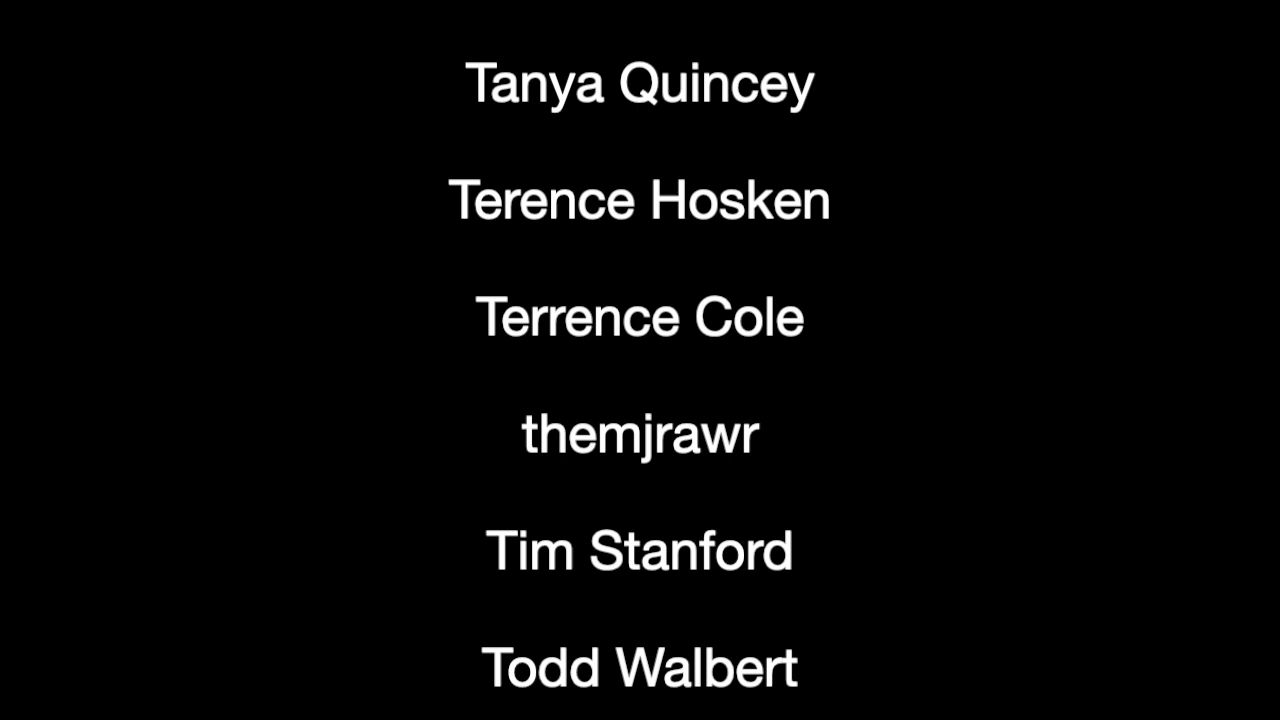 Tanya Quincey
Terence Hosken
Terrence Cole
themjrawr
Tim Stanford
Todd Walbert